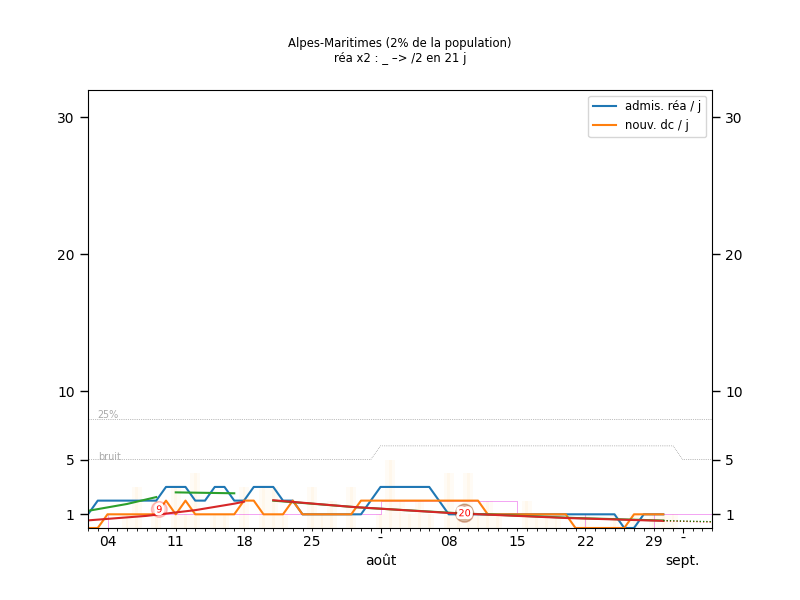 Alpes-Maritimes (2% de la population)
réa x2 : _ –> /2 en 21 j
admis. réa / j
nouv. dc / j
30 30
20 20
10 10
25%
5 bruit 5
9 20
1 1
04 11 18 25 - 08 15 22 29 -
août sept.